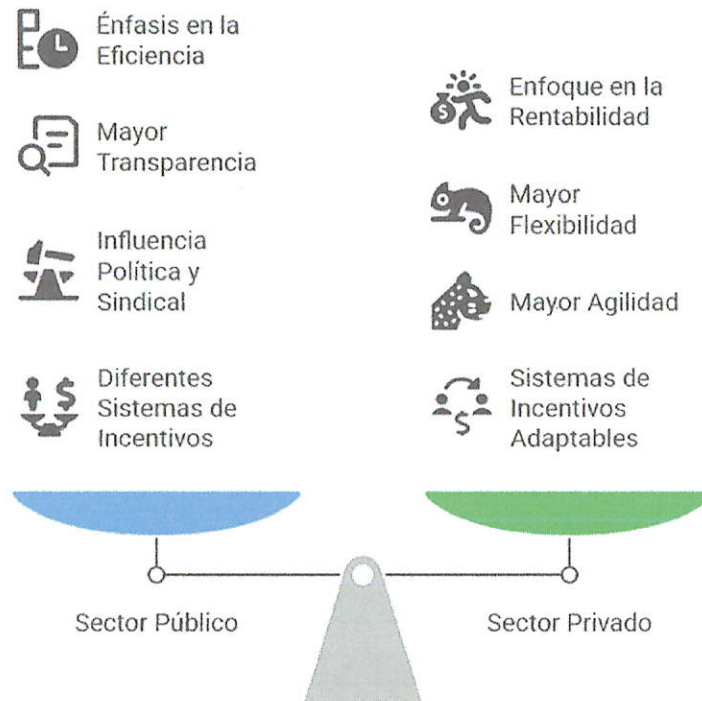 Énfasis en la
Eficiencia
Mayor
Transparencia
Influencia
Política y
Sindical
Diferentes
Sistemas de
Incentivos
Enfoque en la
Rentabilidad
Mayor
Flexibilidad
Mayor Agilidad
Sistemas de
Incentivos
Adaptables
Sector Público
Sector Privado